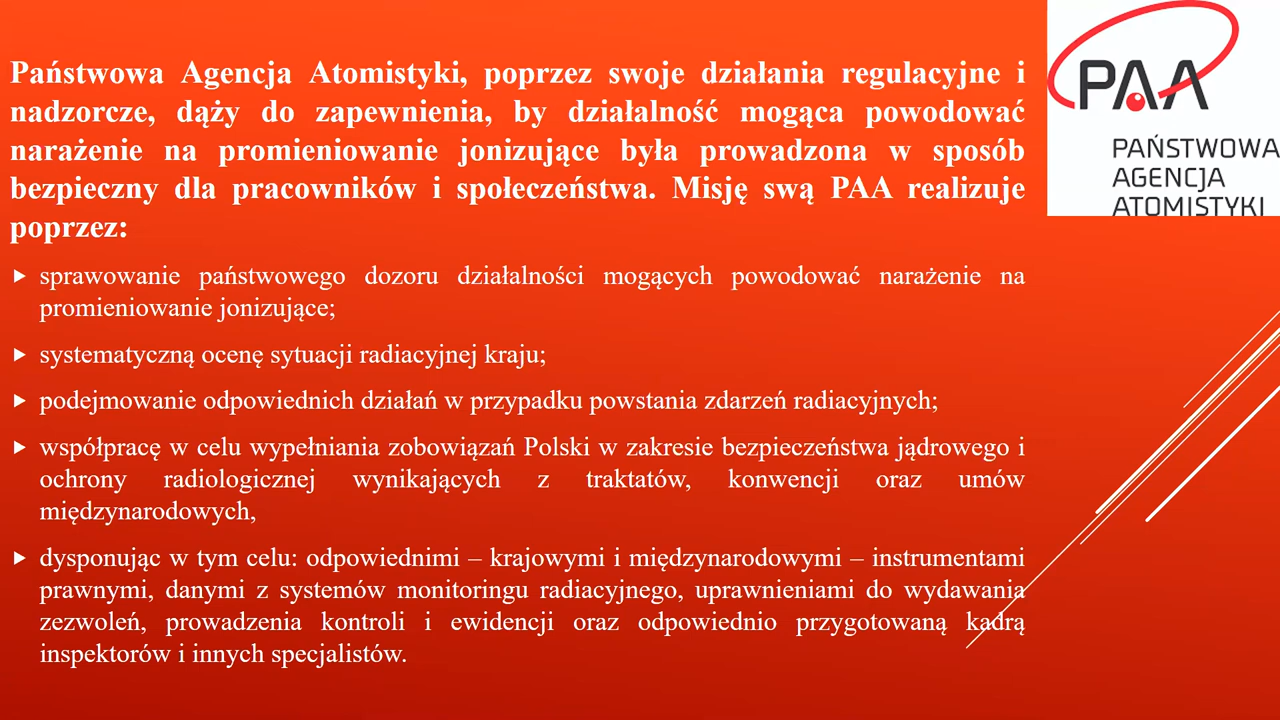 Państwowa Agencja Atomistyki, poprzez swoje działania regulacyjne i
nadzorcze, dąży do zapewnienia, by działalność mogąca powodować
narażenie na promieniowanie jonizujące była prowadzona w sposób
bezpieczny dla pracowników i społeczeństwa. Misję swą PAA realizuje
poprzez:
sprawowanie państwowego dozoru działalności mogących powodować narażenie na
promieniowanie jonizujące;
systematyczną ocenę sytuacji radiacyjnej kraju;
podejmowanie odpowiednich działań w przypadku powstania zdarzeń radiacyjnych;
współpracę w celu wypełniania zobowiązań Polski w zakresie bezpieczeństwa jądrowego i
ochrony radiologicznej wynikających z traktatów, konwencji oraz umów
międzynarodowych,
dysponując w tym celu: odpowiednimi – krajowymi i międzynarodowymi – instrumentami
prawnymi, danymi z systemów monitoringu radiacyjnego, uprawnieniami do wydawania
zezwoleń, prowadzenia kontroli i ewidencji oraz odpowiednio przygotowaną kadrą
inspektorów i innych specjalistów.
PAA
PAŃSTWOWA
AGENCJA
ATOMISTYKI